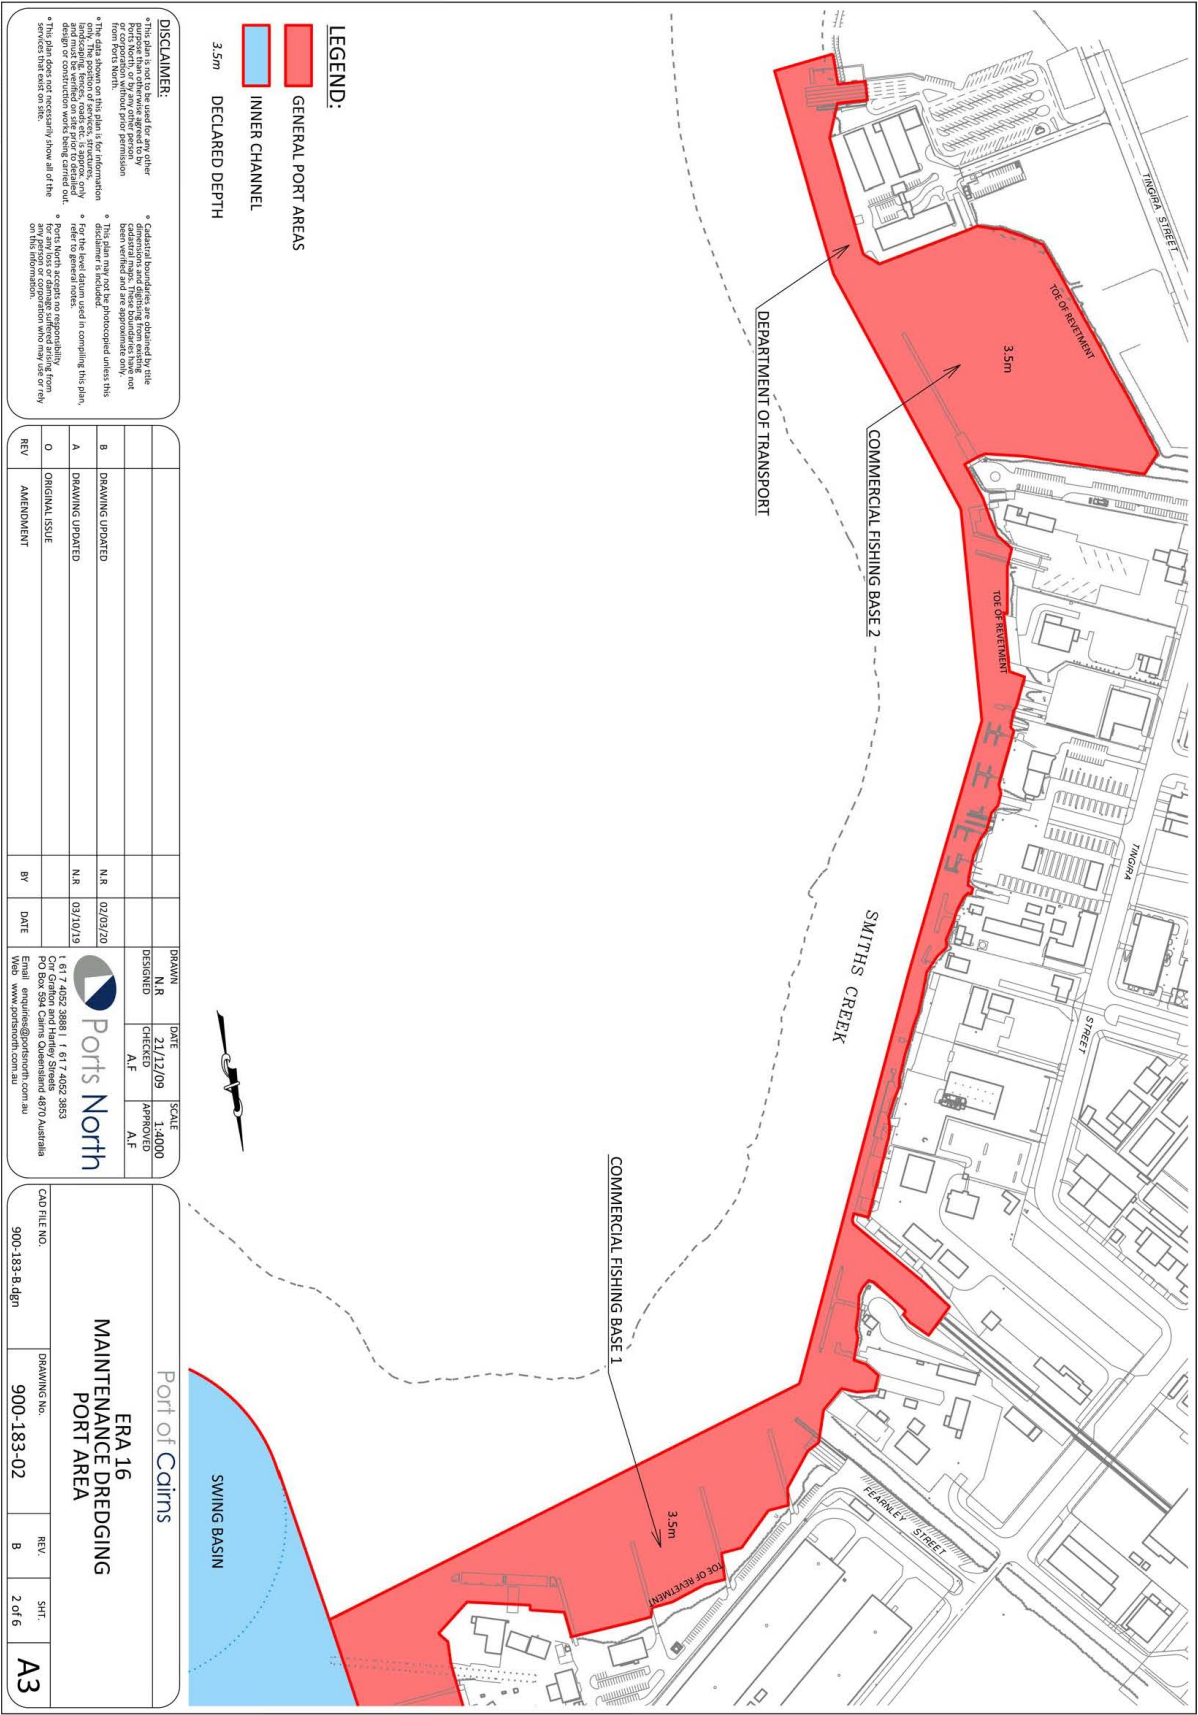 TINGIRA STREET
TOE OF REVETMENT
3.5m
DEPARTMENT OF TRANSPORT
COMMERCIAL FISHING BASE 2
TOE OF REVETMENT
TINGIRA
STREET
SMITHS CREEK
COMMERCIAL FISHING BASE 1
3.5m
TOE OF REVETMENT
FEARNLEY STREET
SWING BASIN
LEGEND:
GENERAL PORT AREAS
INNER CHANNEL
3.5m DECLARED DEPTH
DISCLAIMER:
° This plan is not to be used for any other
purpose than otherwise agreed to by
Ports North, or by any other person
or corporation without prior permission
from Ports North.
° The data shown on this plan is for information
only. The position of services, structures,
landscaping, fences, roads etc. is approx. only
and must be verified on site prior to detailed
design or construction works being carried out.
° This plan does not necessarily show all of the
services that exist on site.
° Cadastral boundaries are obtained by title
dimensions and digitising from existing
cadastral maps. These boundaries have not
been verified and are approximate only.
° This plan may not be photocopied unless this
disclaimer is included.
° For the level datum used in compiling this plan,
refer to general notes.
° Ports North accepts no responsibility
for any loss or damage suffered arising from
any person or corporation who may use or rely
on this information.
B DRAWING UPDATED N.R 02/03/20
A DRAWING UPDATED N.R 03/10/19
O ORIGINAL ISSUE
REV AMENDMENT BY DATE
DRAWN DATE SCALE
N.R 21/12/09 1:4000
DESIGNED CHECKED APPROVED
A.F A.F
Ports North
t 61 7 4052 3888 | f 61 7 4052 3853
Cnr Grafton and Hartley Streets
PO Box 594 Cairns Queensland 4870 Australia
Email enquiries@portsnorth.com.au
Web www.portsnorth.com.au
Port of Cairns
ERA 16
MAINTENANCE DREDGING
PORT AREA
CAD FILE NO. DRAWING No. REV. SHT.
900-183-B.dgn 900-183-02 B 2 of 6
A3